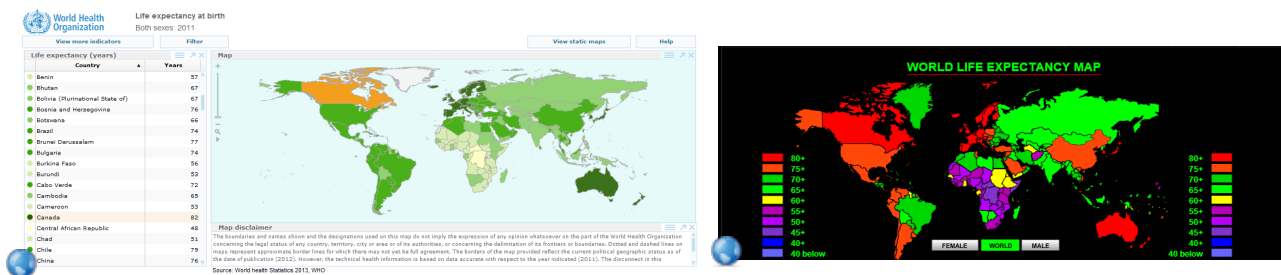 World Health
Organization
Life expectancy at birth
Both sexes: 2011
View more indicators
Filter
View static maps
Help
Life expectancy (years)
Country
Years
Benin 57
Bhutan 67
Bolivia (Plurinational State of) 67
Bosnia and Herzegovina 76
Botswana 66
Brazil 74
Brunei Darussalam 77
Bulgaria 74
Burkina Faso 56
Burundi 53
Cabo Verde 72
Cambodia 65
Cameroon 53
Canada 82
Central African Republic 48
Chad 51
Chile 79
China 76
Map
Map disclaimer
The boundaries and names shown and the designations used on this map do not imply the expression of any opinion whatsoever on the part of the World Health Organization
concerning the legal status of any country, territory, city or area or of its authorities, or concerning the delimitation of its frontiers or boundaries. Dotted and dashed lines on
maps represent approximate border lines for which there may not yet be full agreement. The borders of the map provided reflect the current political geographic status as of
the date of publication (2012). However, the technical health information is based on data accurate with respect to the year indicated (2011). The disconnect in this
Source: World health Statistics 2013, WHO
WORLD LIFE EXPECTANCY MAP
80+
75+
70+
65+
60+
55+
50+
45+
40+
40 below
FEMALE
WORLD
MALE
80+
75+
70+
65+
60+
55+
50+
45+
40+
40 below